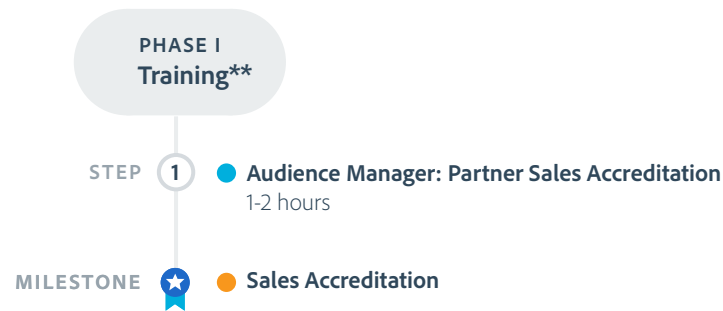 PHASE I
Training**
STEP 1 Audience Manager: Partner Sales Accreditation
1-2 hours
MILESTONE Sales Accreditation